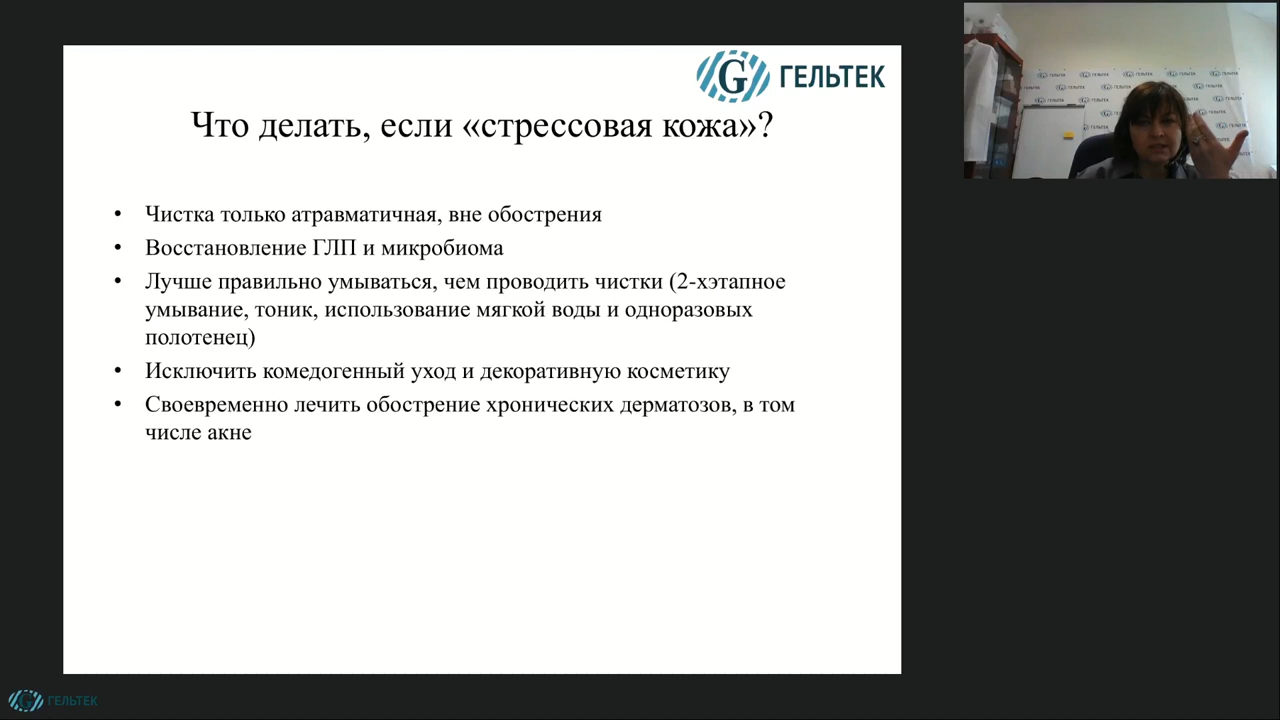 G ГЕЛЬТЕК
Что делать, если «стрессовая кожа»?
• Чистка только атравматичная, вне обострения
• Восстановление ГЛП и микробиома
• Лучше правильно умываться, чем проводить чистки (2-хэтапное
умывание, тоник, использование мягкой воды и одноразовых
полотенец)
• Исключить комедогенный уход и декоративную косметику
• Своевременно лечить обострение хронических дерматозов, в том
числе акне
G ГЕЛЬТЕК